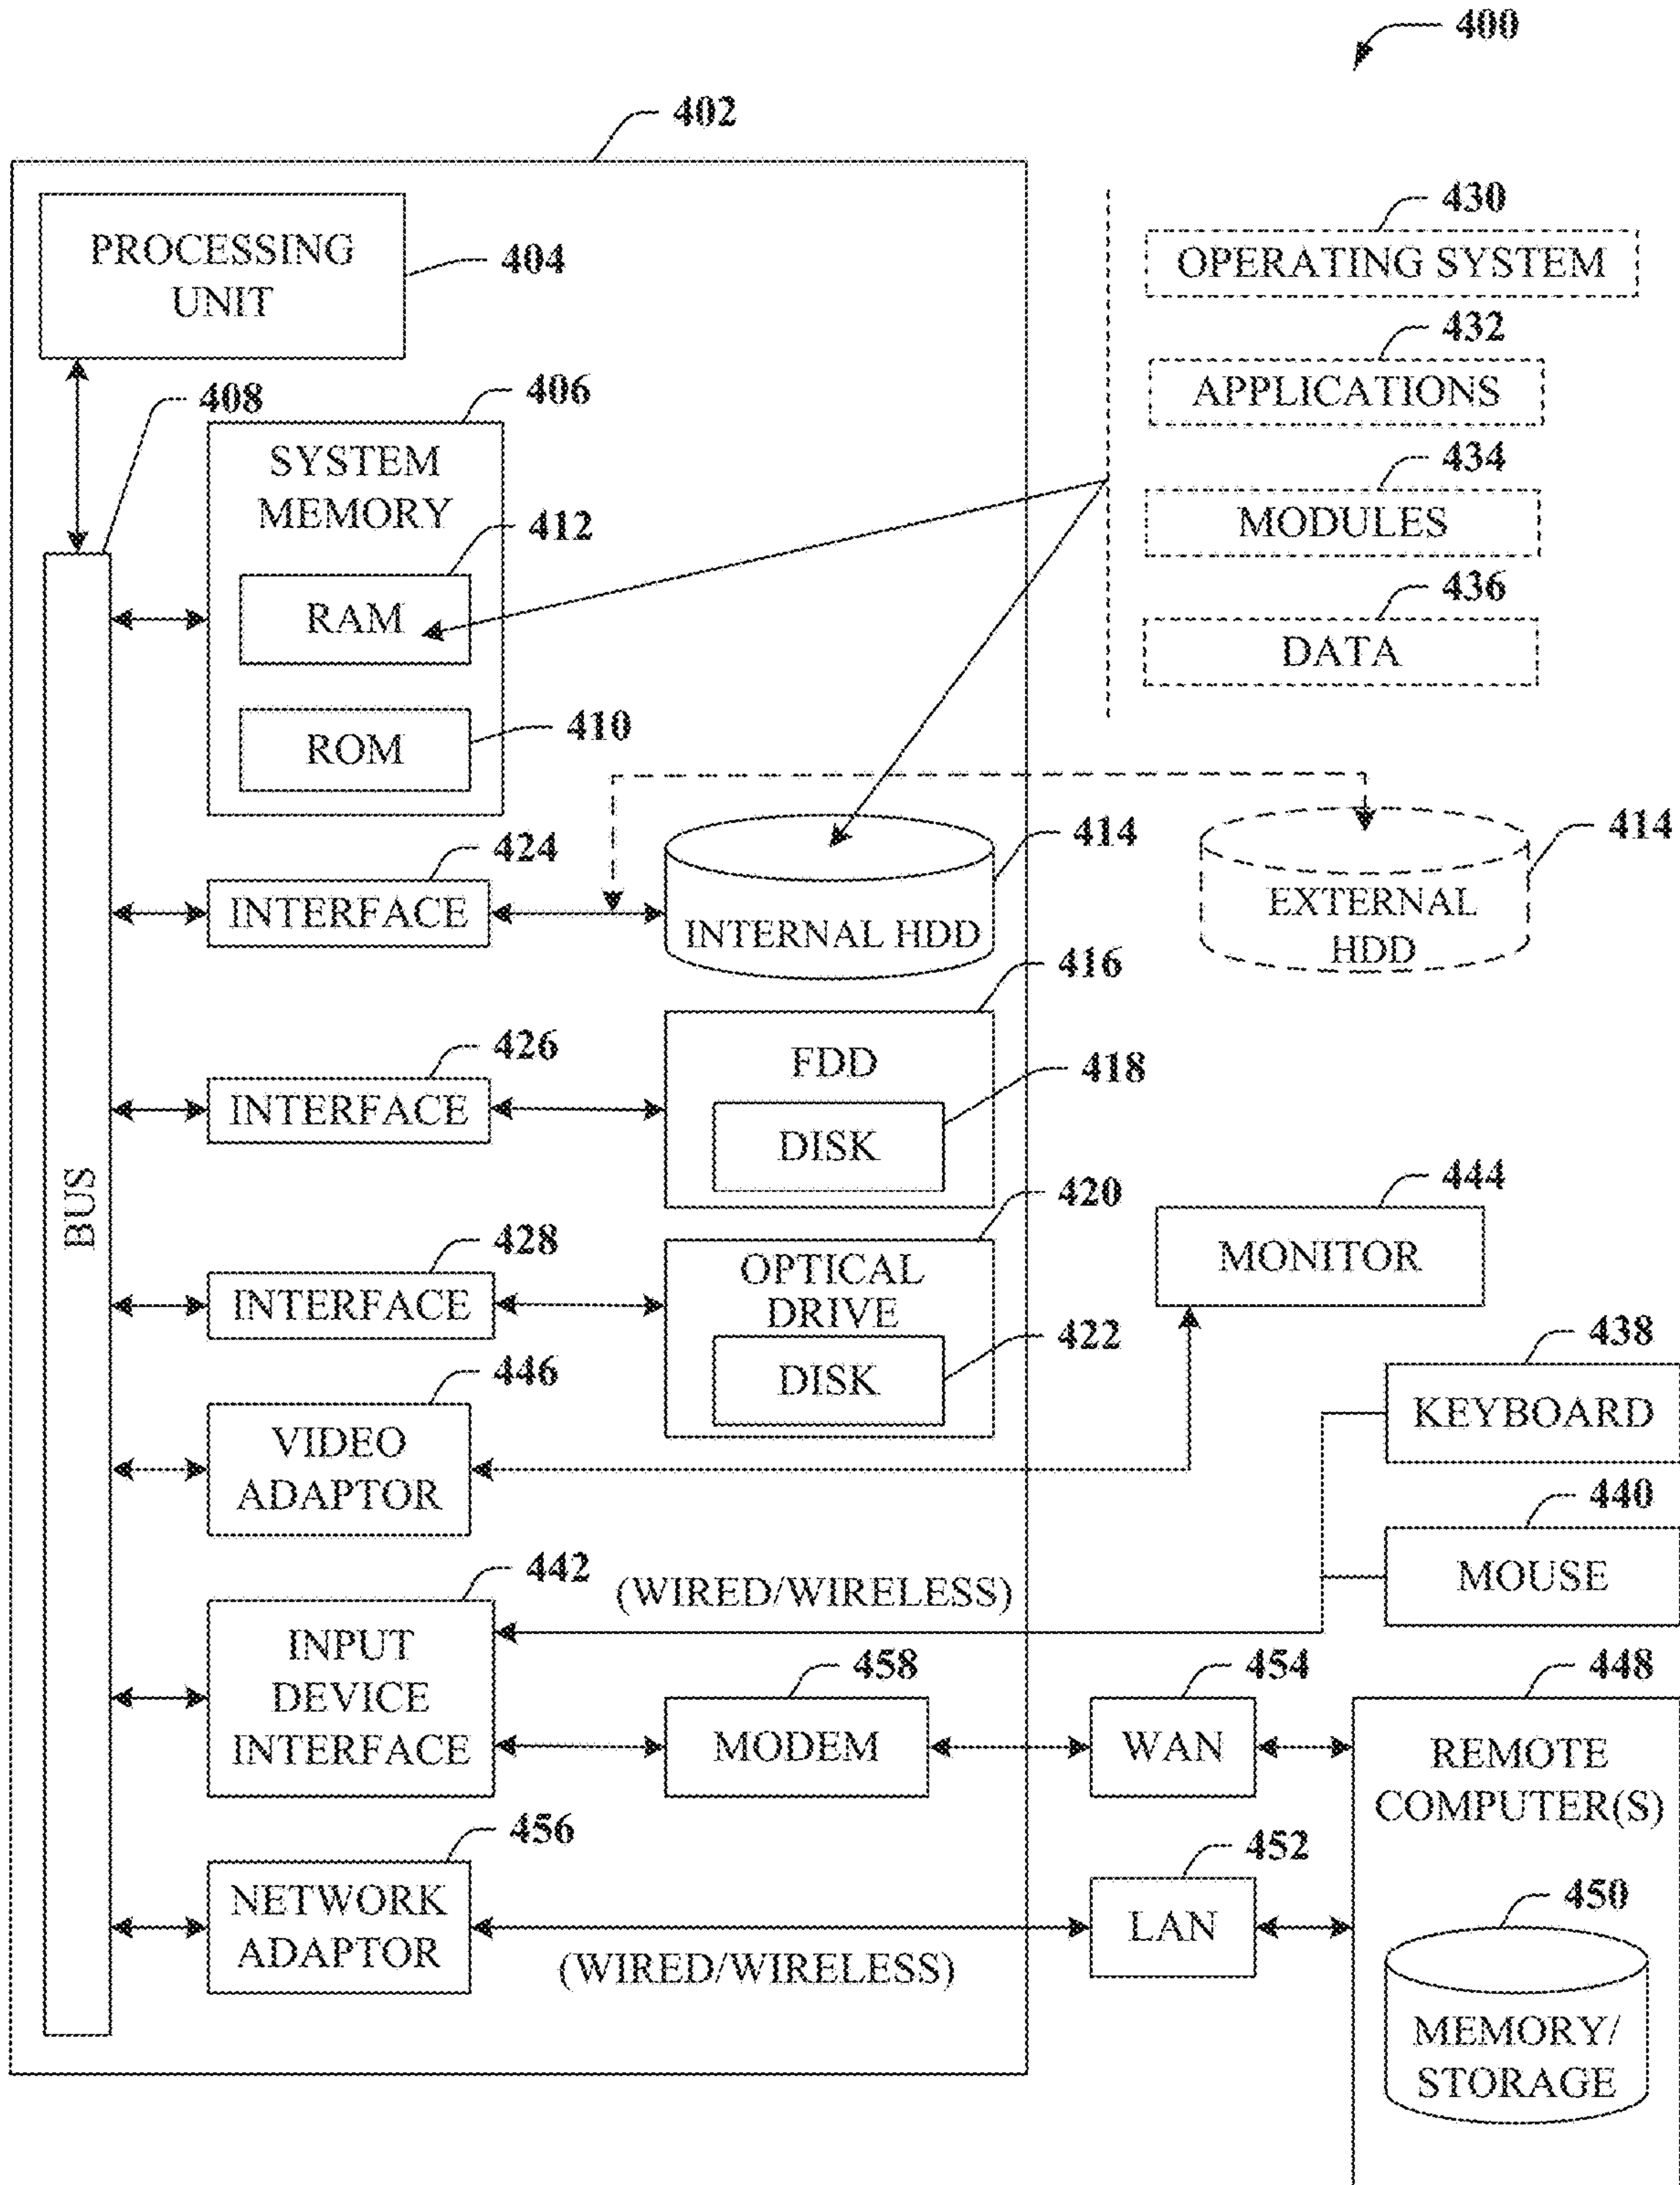 400
402
PROCESSING
UNIT
404
430
OPERATING SYSTEM
432
APPLICATIONS
434
MODULES
436
DATA
408
406
SYSTEM
MEMORY
412
RAM
410
ROM
424
INTERFACE
414
INTERNAL HDD
414
EXTERNAL
HDD
416
FDD
418
DISK
426
INTERFACE
BUS
420
OPTICAL
DRIVE
422
DISK
428
INTERFACE
444
MONITOR
446
VIDEO
ADAPTOR
438
KEYBOARD
440
MOUSE
442
INPUT
DEVICE
INTERFACE
(WIRED/WIRELESS)
458
MODEM
454
WAN
448
REMOTE
COMPUTER(S)
456
NETWORK
ADAPTOR
(WIRED/WIRELESS)
452
LAN
450
MEMORY/
STORAGE